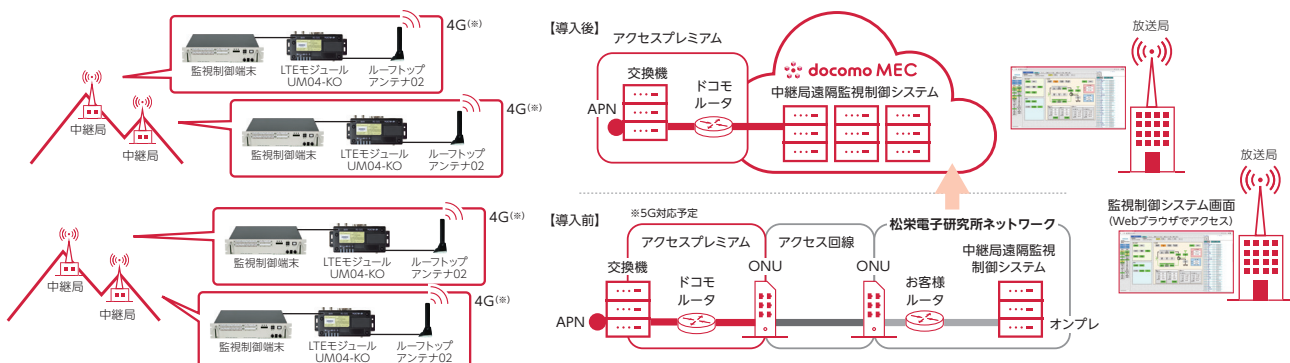 4G(※)
監視制御端末
LTEモジュール
UM04-KO
ルーフトップ
アンテナ02
中継局
中継局
4G(※)
監視制御端末
LTEモジュール
UM04-KO
ルーフトップ
アンテナ02
4G(※)
監視制御端末
LTEモジュール
UM04-KO
ルーフトップ
アンテナ02
中継局
中継局
4G(※)
監視制御端末
LTEモジュール
UM04-KO
ルーフトップ
アンテナ02
【導入後】
アクセスプレミアム
交換機
ドコモ
ルータ
APN
docomo MEC
中継局遠隔監視制御システム
【導入前】
※5G対応予定
アクセスプレミアム
アクセス回線
松栄電子研究所ネットワーク
交換機
ドコモ
ルータ
APN
ONU
ONU
お客様
ルータ
中継局遠隔監視
制御システム
オンプレ
放送局
放送局
監視制御システム画面
(Webブラウザでアクセス)